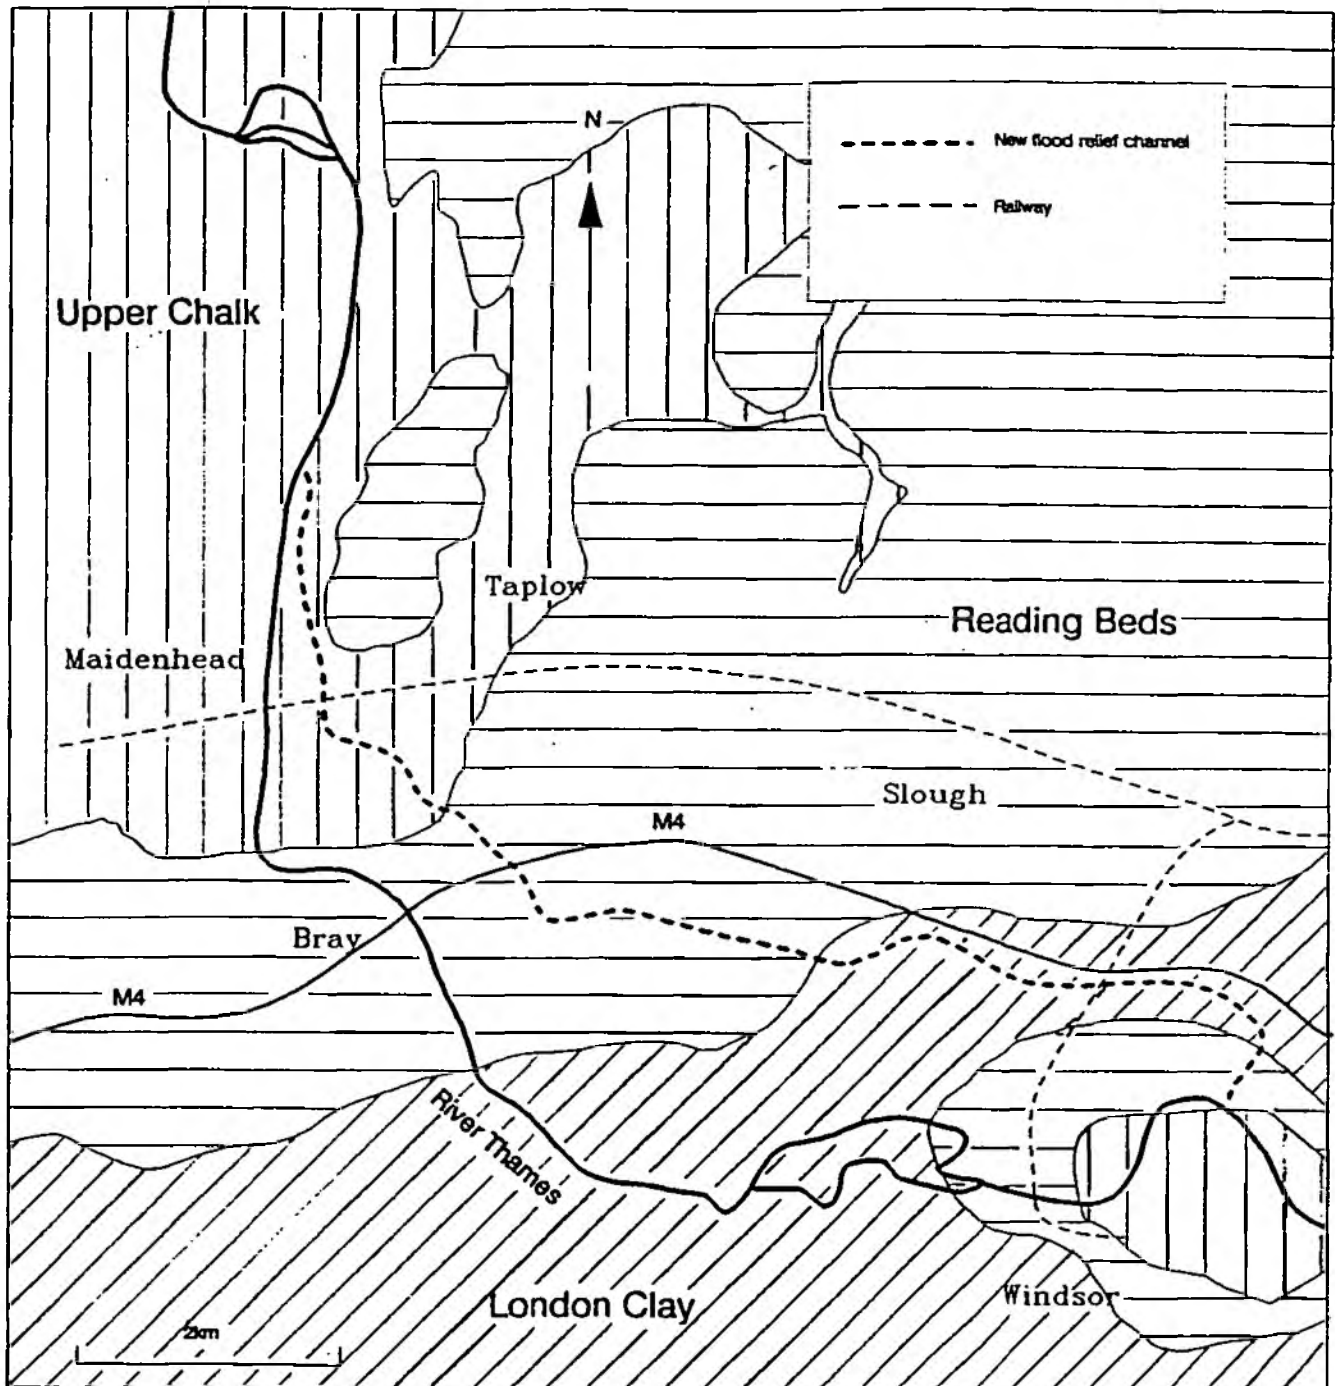 N
New flood relief channel
Railway
Upper Chalk
Taplow
Reading Beds
Maidenhead
Slough
M4
Bray
M4
River Thames
Windsor
London Clay
2km